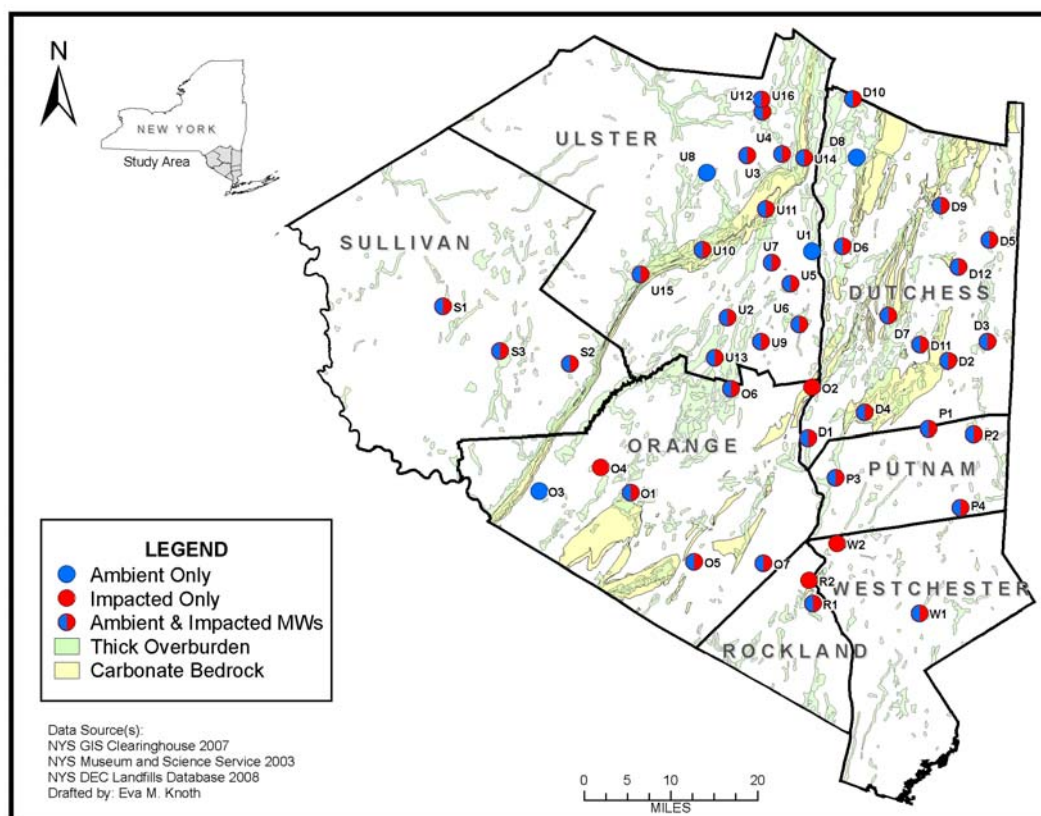 N
NEW YORK
Study Area
U12
U16
D10
ULSTER
U4
D8
U8
U3
U14
U11
D9
SULLIVAN
U1
D5
U10
U7
D6
D12
U15
U5
DUTCHESS
S1
U2
U6
D7
D3
S3
S2
U9
D11
U13
D2
O6
O2
D4
P1
D1
P2
ORANGE
O4
PUTNAM
O3
O1
P3
P4
W2
O5
O7
R2
WESTCHESTER
R1
W1
ROCKLAND
LEGEND
Ambient Only
Impacted Only
Ambient & Impacted MWs
Thick Overburden
Carbonate Bedrock
Data Source(s):
NYS GIS Clearinghouse 2007
NYS Museum and Science Service 2003
NYS DEC Landfills Database 2008
Drafted by: Eva M. Knoth
0 5 10 20
MILES